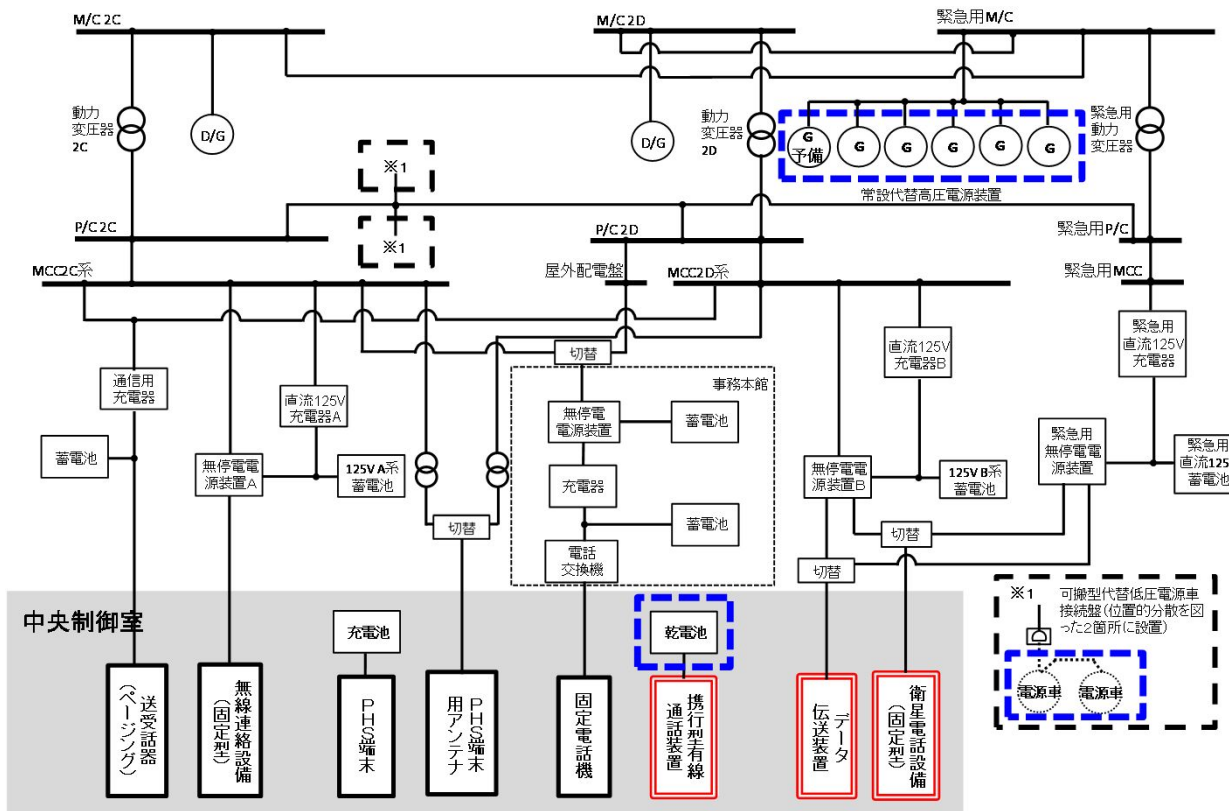 M/C 2C
M/C 2D
緊急用M/C
動力
変圧器
2C
D/G
D/G
動力
変圧器
2D
G
予備
G
G
G
G
G
緊急用
動力
変圧器
常設代替高圧電源装置
※1
※1
P/C 2C
P/C 2D
緊急用P/C
MCC2C系
屋外配電盤
MCC2D系
緊急用MCC
通信用
充電器
直流125V
充電器A
切替
事務本館
直流125V
充電器B
緊急用
直流125V
充電器
蓄電池
無停電電
源装置A
125V A系
蓄電池
切替
無停電
電源装置
蓄電池
充電器
蓄電池
電話
交換機
無停電電
源装置B
125V B系
蓄電池
切替
切替
緊急用
無停電電
源装置
緊急用
直流125V
蓄電池
中央制御室
充電池
乾電池
※1
可搬型代替低圧電源車
接続盤(位置的分散を図
った2箇所に設置)
電源車
電源車
送受話器
(ページング)
無線連絡設備
(固定型)
PHS端末
PHS端末
用アンテナ
固定電話機
携行型有線
通話装置
データ
伝送装置
衛星電話設備
(固定型)